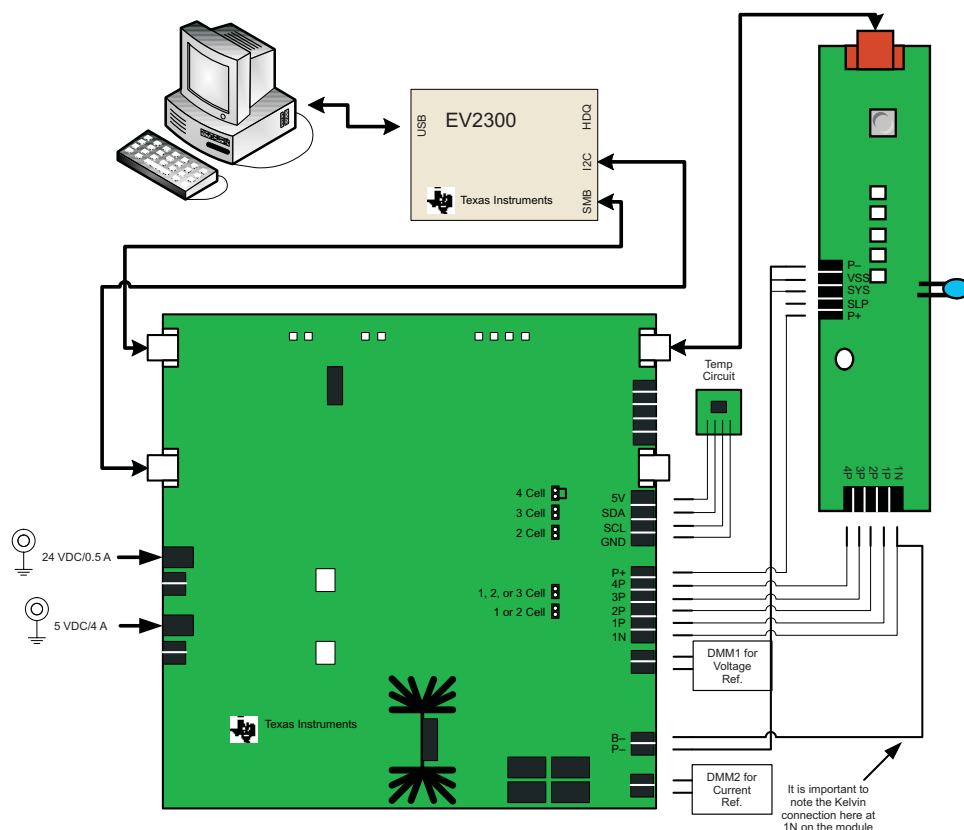 USB
EV2300
HDQ
I2C
SMB
Texas Instruments
P–
VSS
SYS
SLP
P+
4P
3P
2P
1P
1N
Temp
Circuit
4 Cell
3 Cell
2 Cell
5V
SDA
SCL
GND
24 VDC/0.5 A
5 VDC/4 A
1, 2, or 3 Cell
1 or 2 Cell
P+
4P
3P
2P
1P
1N
DMM1 for
Voltage
Ref.
Texas Instruments
B–
P–
DMM2 for
Current
Ref.
It is important to
note the Kelvin
connection here at
1N on the module